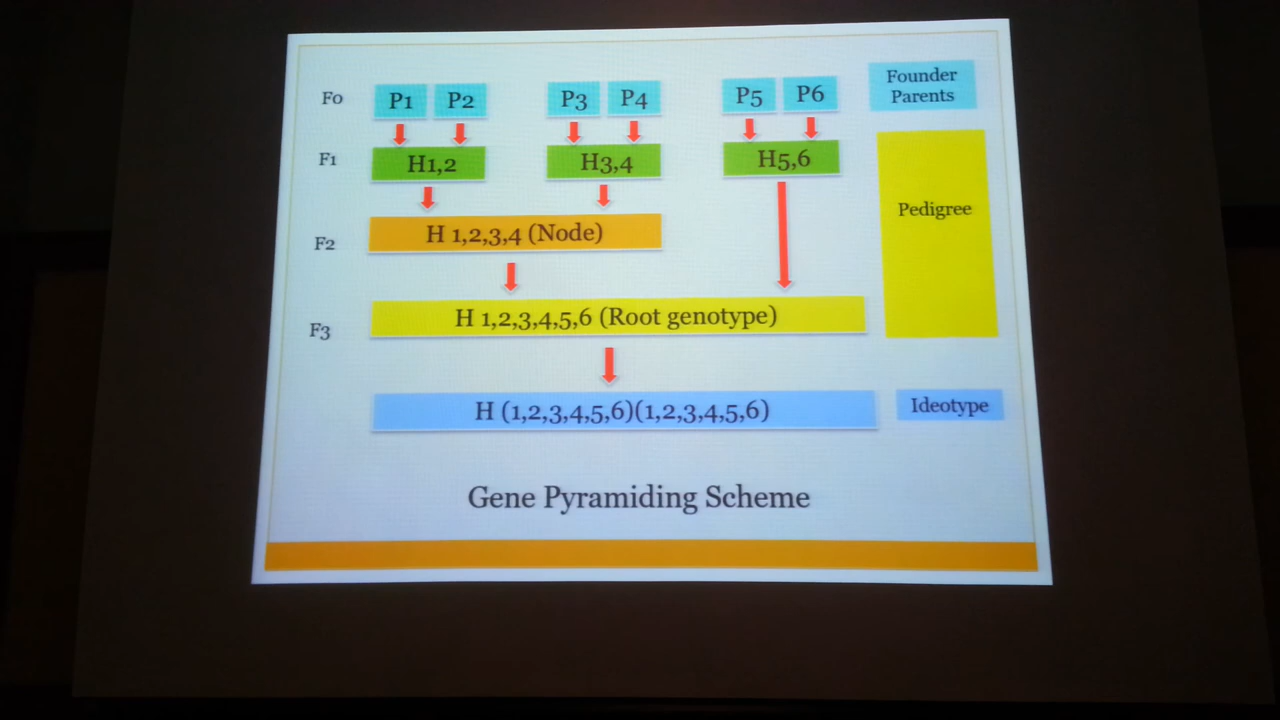 Fo P1 P2 P3 P4 P5 P6 Founder
Parents
F1 H1,2 H3,4 H5,6
Pedigree
F2 H 1,2,3,4 (Node)
F3 H 1,2,3,4,5,6 (Root genotype)
H (1,2,3,4,5,6)(1,2,3,4,5,6) Ideotype
Gene Pyramiding Scheme